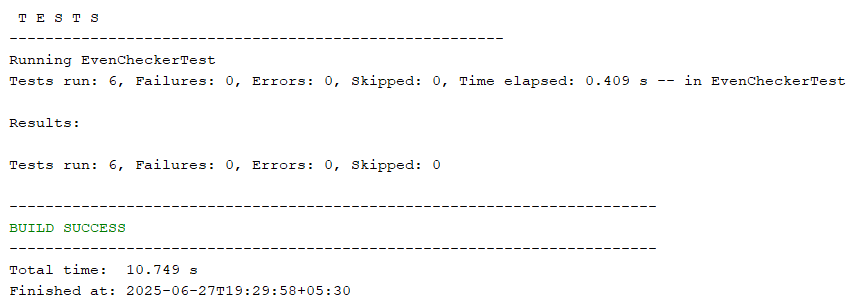 T E S T S
-------------------------------------------------------
Running EvenCheckerTest
Tests run: 6, Failures: 0, Errors: 0, Skipped: 0, Time elapsed: 0.409 s -- in EvenCheckerTest
Results:
Tests run: 6, Failures: 0, Errors: 0, Skipped: 0
------------------------------------------------------------------------
BUILD SUCCESS
------------------------------------------------------------------------
Total time:  10.749 s
Finished at: 2025-06-27T19:29:58+05:30